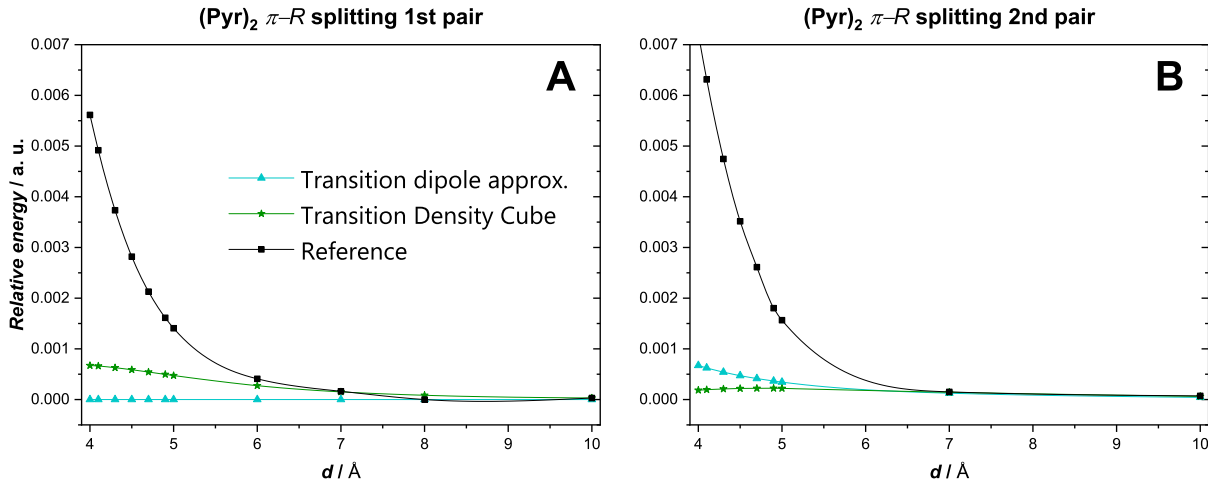 (Pyr)₂ π–R splitting 1st pair
A
0.007
0.006
0.005
0.004
0.003
0.002
0.001
0.000
Relative energy / a. u.
Transition dipole approx.
Transition Density Cube
Reference
4 5 6 7 8 9 10
d / Å
(Pyr)₂ π–R splitting 2nd pair
B
0.007
0.006
0.005
0.004
0.003
0.002
0.001
0.000
4 5 6 7 8 9 10
d / Å